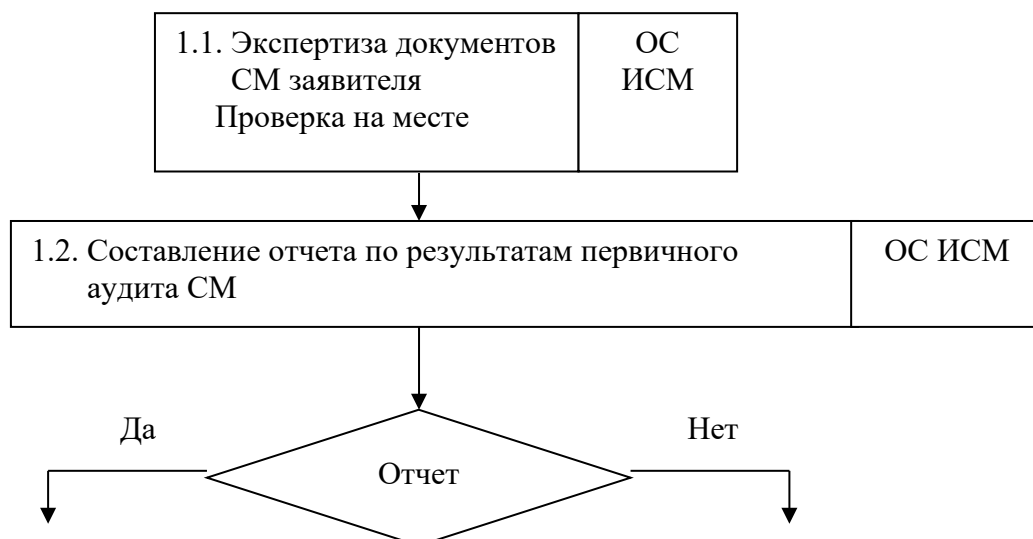 1.1. Экспертиза документов
СМ заявителя
Проверка на месте
ОС
ИСМ
1.2. Составление отчета по результатам первичного
аудита СМ
ОС ИСМ
Да
Нет
Отчет